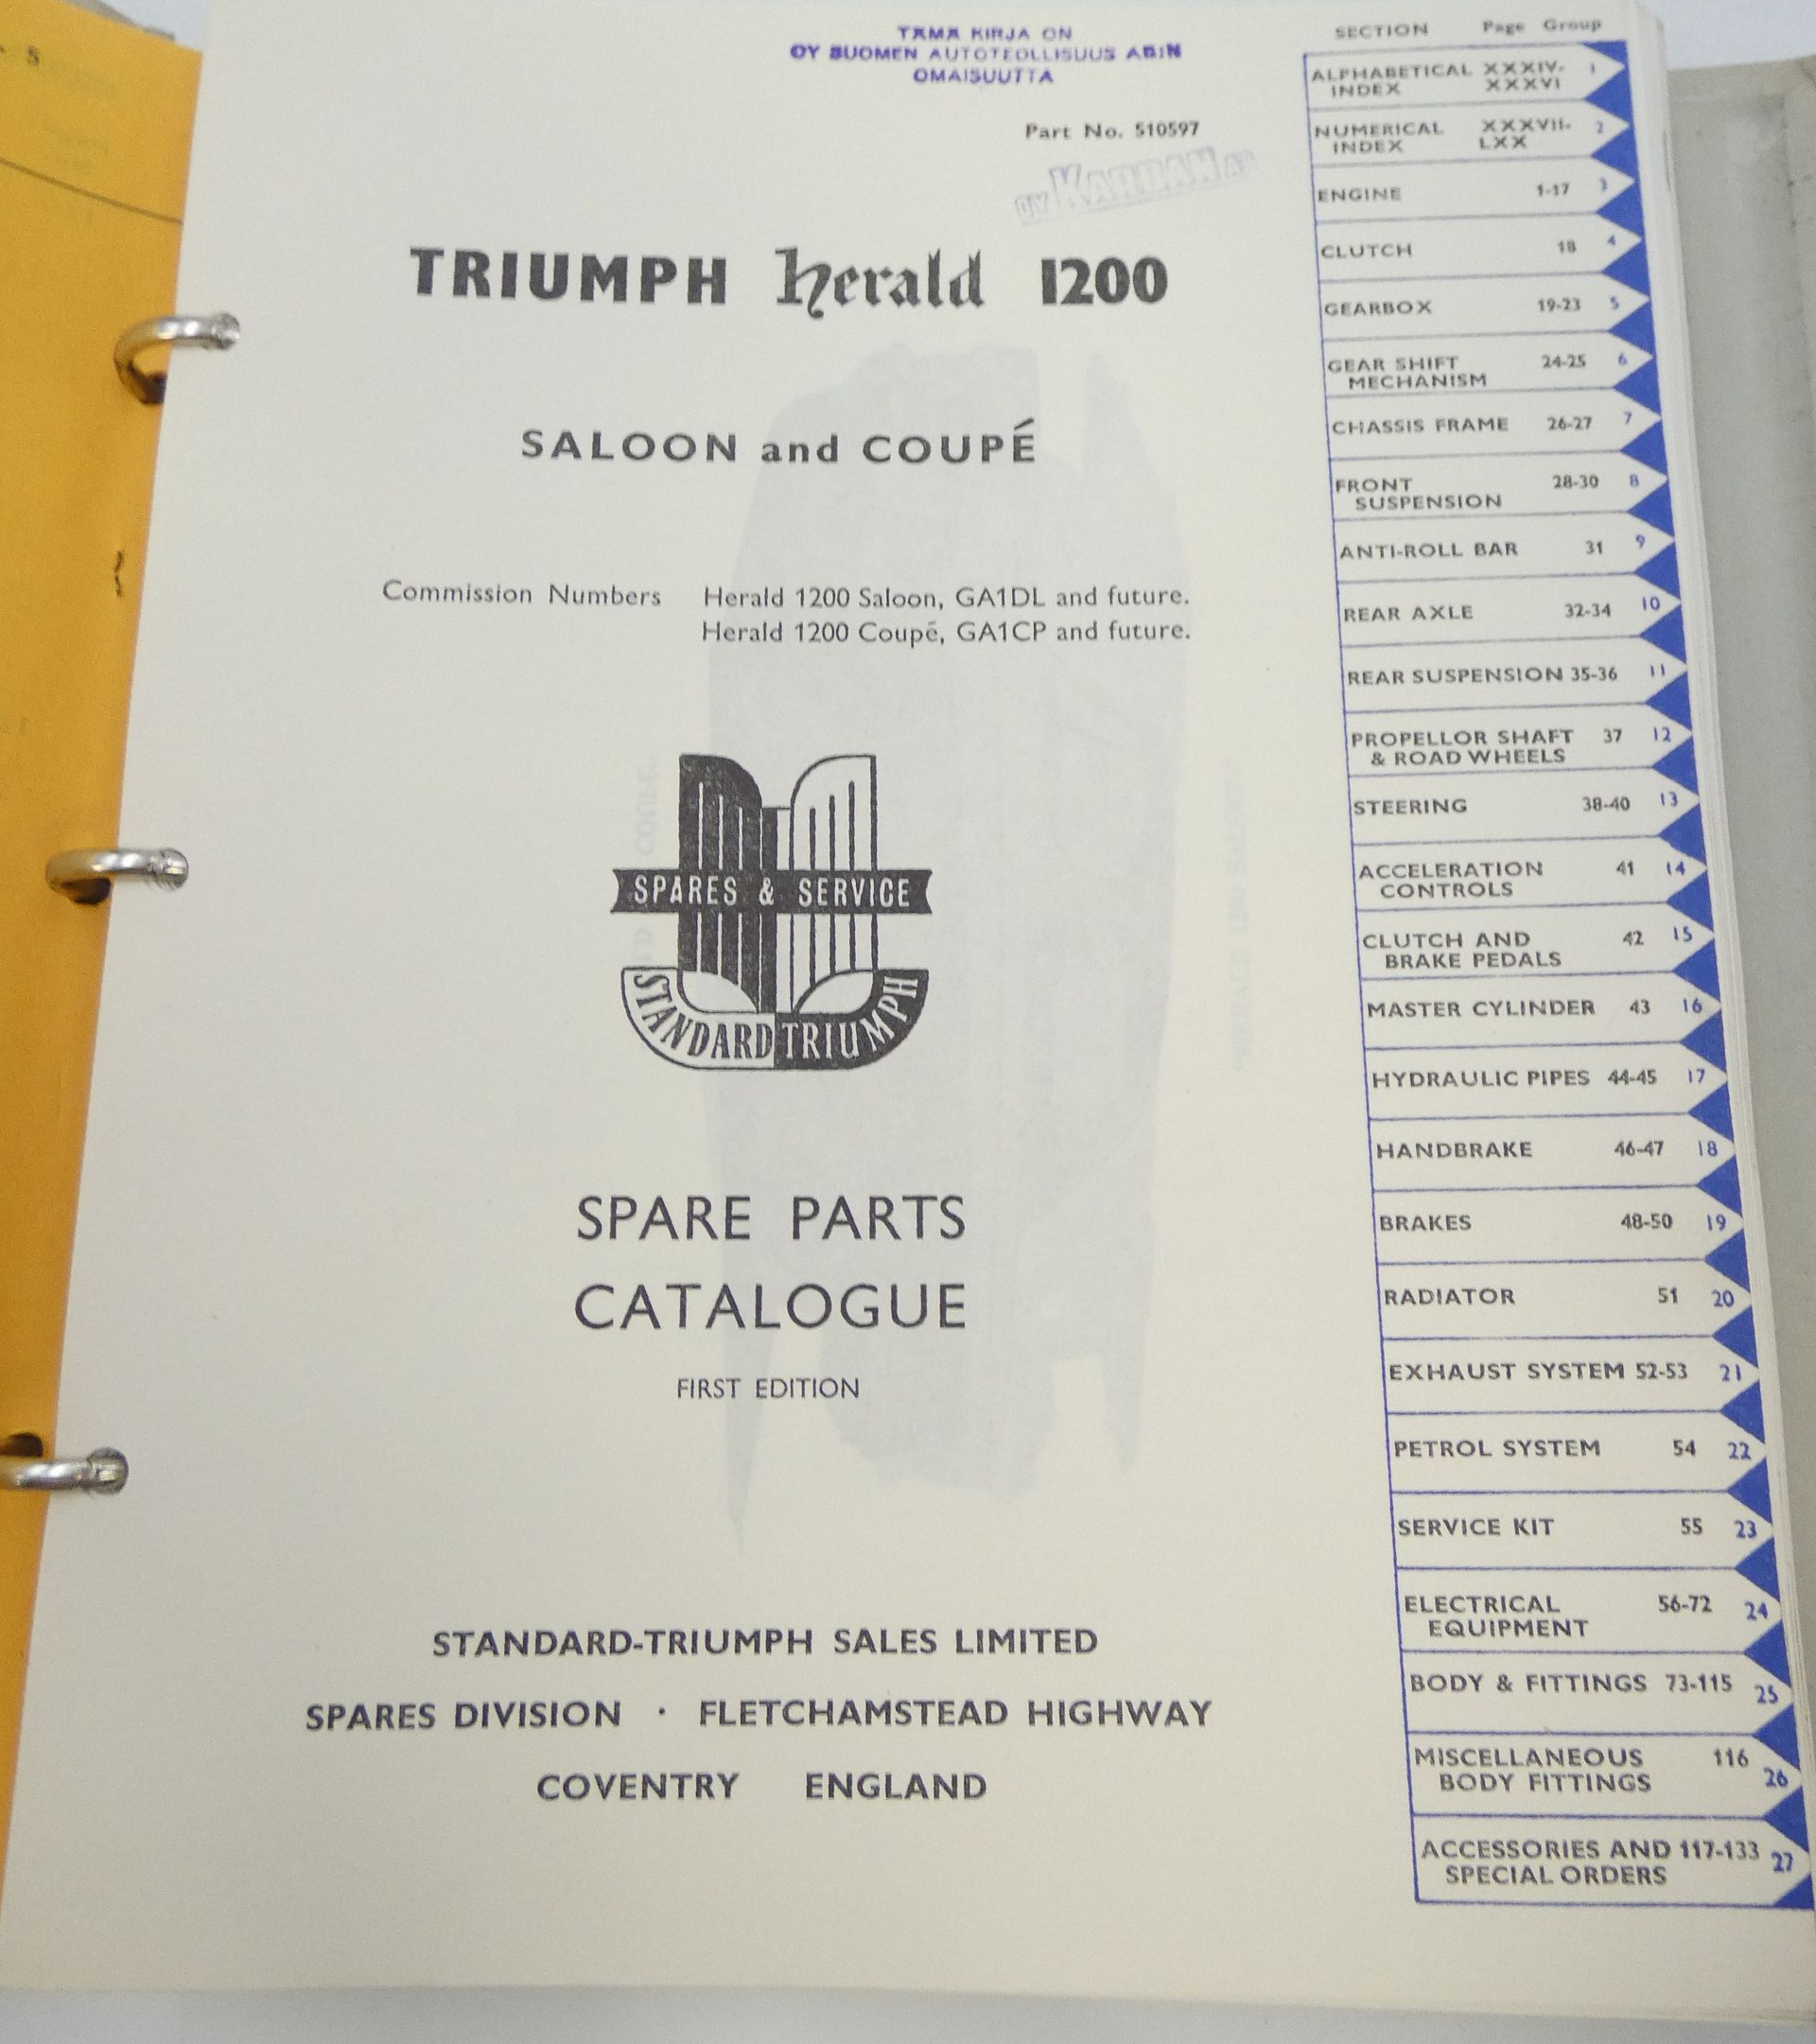 TÄMÄ KIRJA ON
OY SUOMEN AUTOTEOLLISUUS AB:N
OMAISUUTTA
Part No. 510597
OY KARDAN AB
TRIUMPH herald 1200
SALOON and COUPÉ
Commission Numbers Herald 1200 Saloon, GA1DL and future.
Herald 1200 Coupé, GA1CP and future.
SPARES & SERVICE
STANDARD TRIUMPH
SPARE PARTS
CATALOGUE
FIRST EDITION
STANDARD-TRIUMPH SALES LIMITED
SPARES DIVISION · FLETCHAMSTEAD HIGHWAY
COVENTRY ENGLAND
SECTION Page Group
ALPHABETICAL XXXIV- 1
INDEX XXXVI
NUMERICAL XXXVII- 2
INDEX LXX
ENGINE 1-17 3
CLUTCH 18 4
GEARBOX 19-23 5
GEAR SHIFT 24-25 6
MECHANISM
CHASSIS FRAME 26-27 7
FRONT 28-30 8
SUSPENSION
ANTI-ROLL BAR 31 9
REAR AXLE 32-34 10
REAR SUSPENSION 35-36 11
PROPELLOR SHAFT 37 12
& ROAD WHEELS
STEERING 38-40 13
ACCELERATION 41 14
CONTROLS
CLUTCH AND 42 15
BRAKE PEDALS
MASTER CYLINDER 43 16
HYDRAULIC PIPES 44-45 17
HANDBRAKE 46-47 18
BRAKES 48-50 19
RADIATOR 51 20
EXHAUST SYSTEM 52-53 21
PETROL SYSTEM 54 22
SERVICE KIT 55 23
ELECTRICAL 56-72 24
EQUIPMENT
BODY & FITTINGS 73-115 25
MISCELLANEOUS 116 26
BODY FITTINGS
ACCESSORIES AND 117-133 27
SPECIAL ORDERS